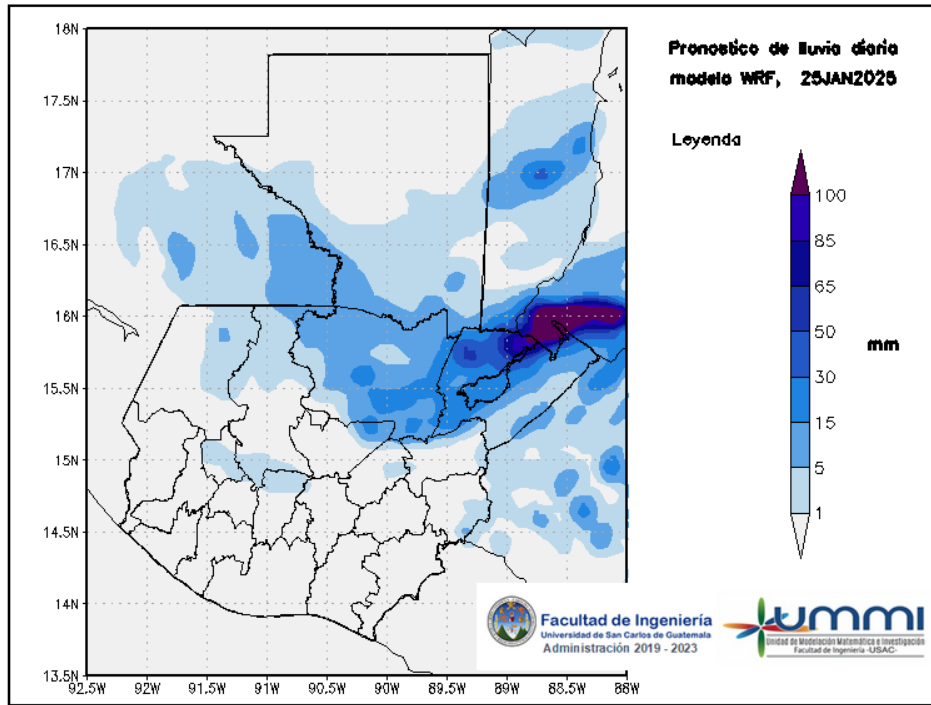 Pronostico de lluvia diaria
modelo WRF, 25JAN2025
Leyenda
100
85
65
50
30
15
5
1
mm
18N
17.5N
17N
16.5N
16N
15.5N
15N
14.5N
14N
13.5N
92.5W
92W
91.5W
91W
90.5W
90W
89.5W
89W
88.5W
88W
Facultad de Ingeniería
Universidad de San Carlos de Guatemala
Administración 2019 - 2023
ummi
Unidad de Modelación Matemática e Investigación
Facultad de Ingeniería -USAC-